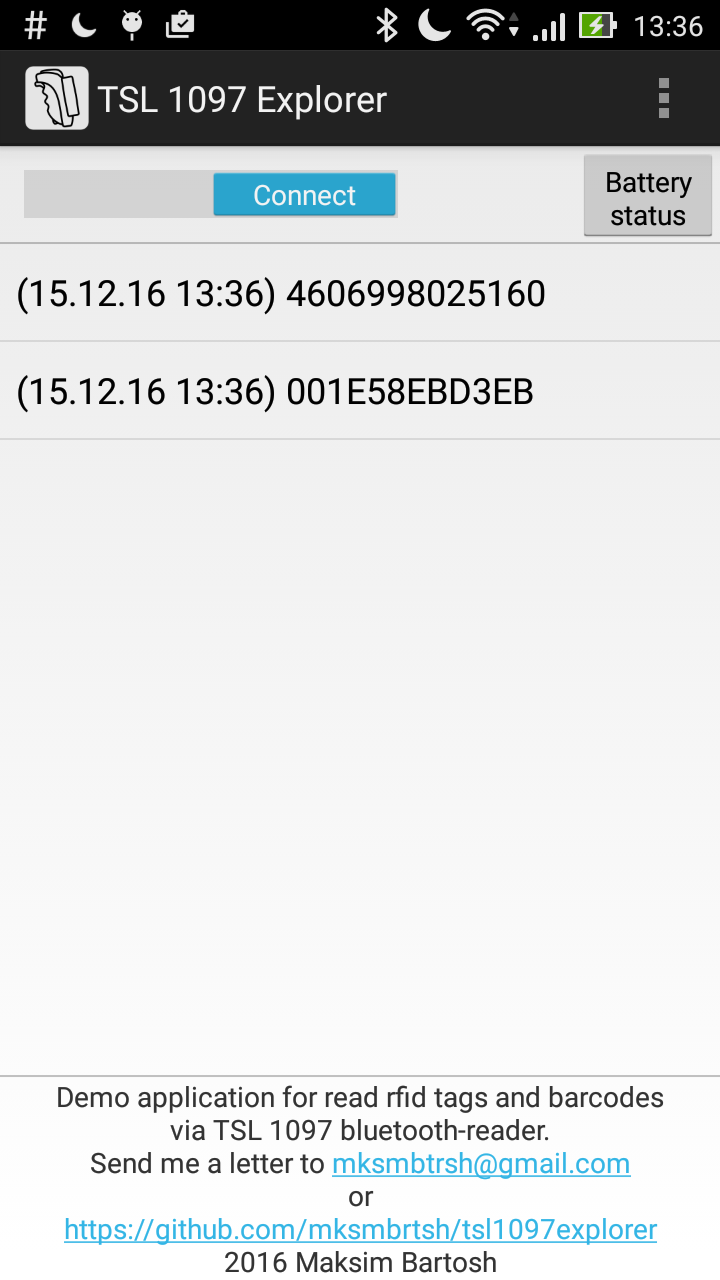 # 13:36
TSL 1097 Explorer
Connect
Battery
status
(15.12.16 13:36) 4606998025160
(15.12.16 13:36) 001E58EBD3EB
Demo application for read rfid tags and barcodes
via TSL 1097 bluetooth-reader.
Send me a letter to mksmbtrsh@gmail.com
or
https://github.com/mksmbrtsh/tsl1097explorer
2016 Maksim Bartosh